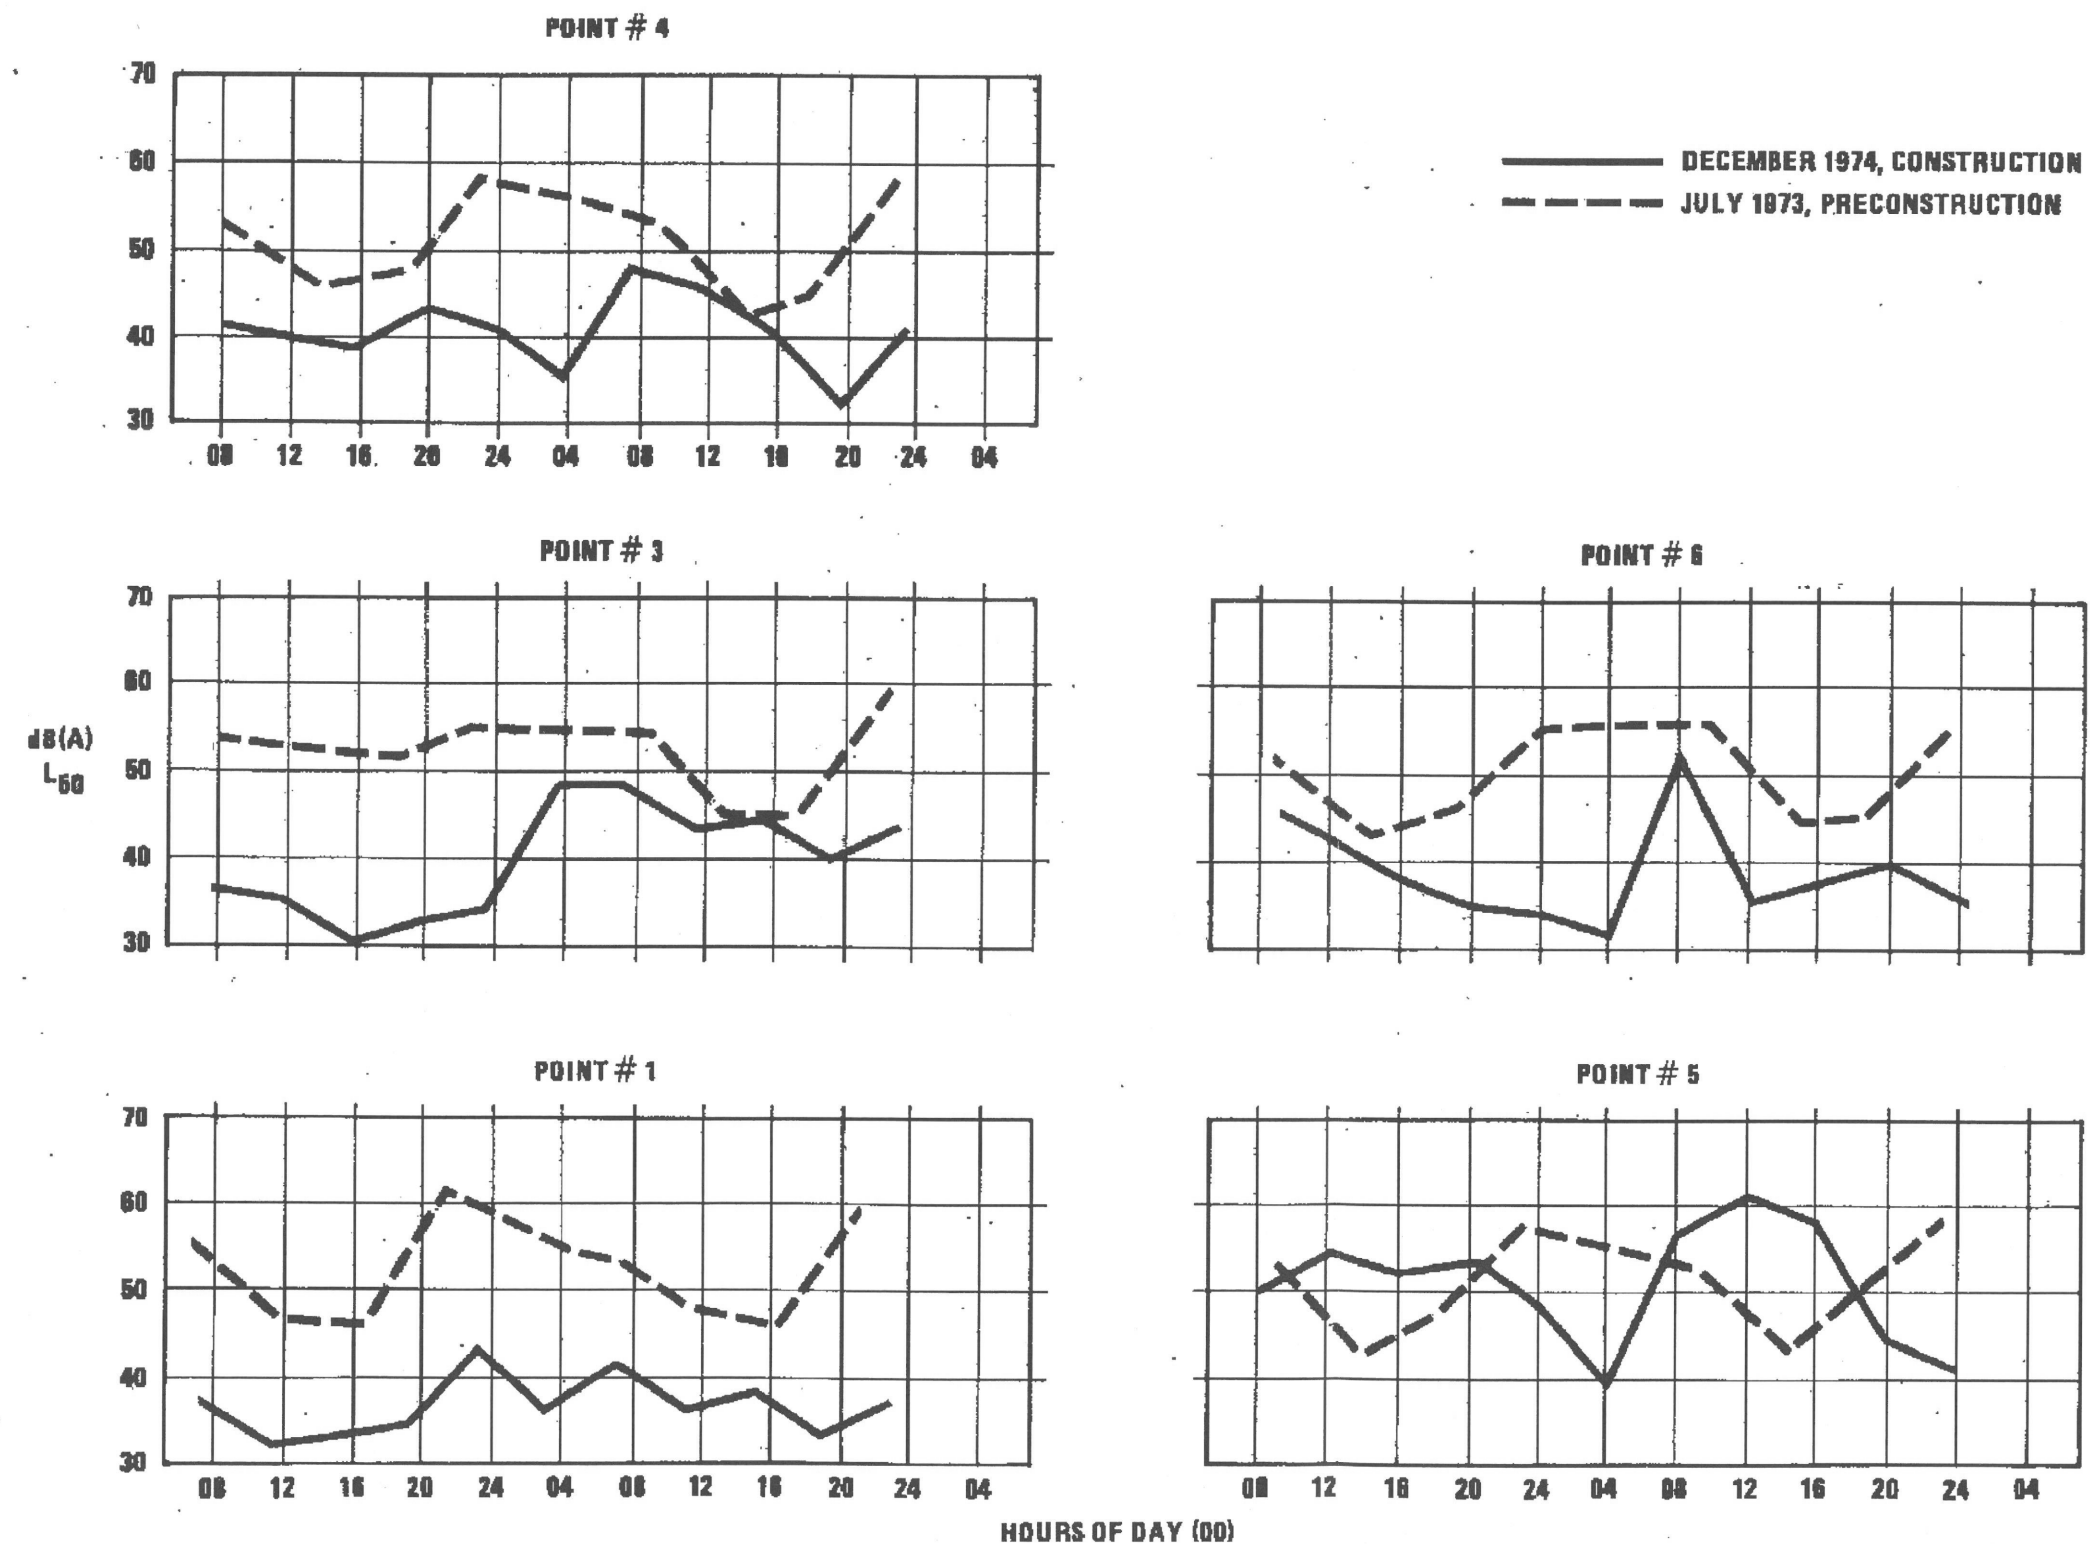 POINT # 4
70
60
50
40
30
08 12 16 20 24 04 08 12 16 20 24 04
DECEMBER 1974, CONSTRUCTION
JULY 1973, PRECONSTRUCTION
POINT # 3
70
60
50
40
30
dB(A)
L50
POINT # 6
POINT # 1
70
60
50
40
30
08 12 16 20 24 04 08 12 16 20 24 04
POINT # 5
08 12 16 20 24 04 08 12 16 20 24 04
HOURS OF DAY (00)